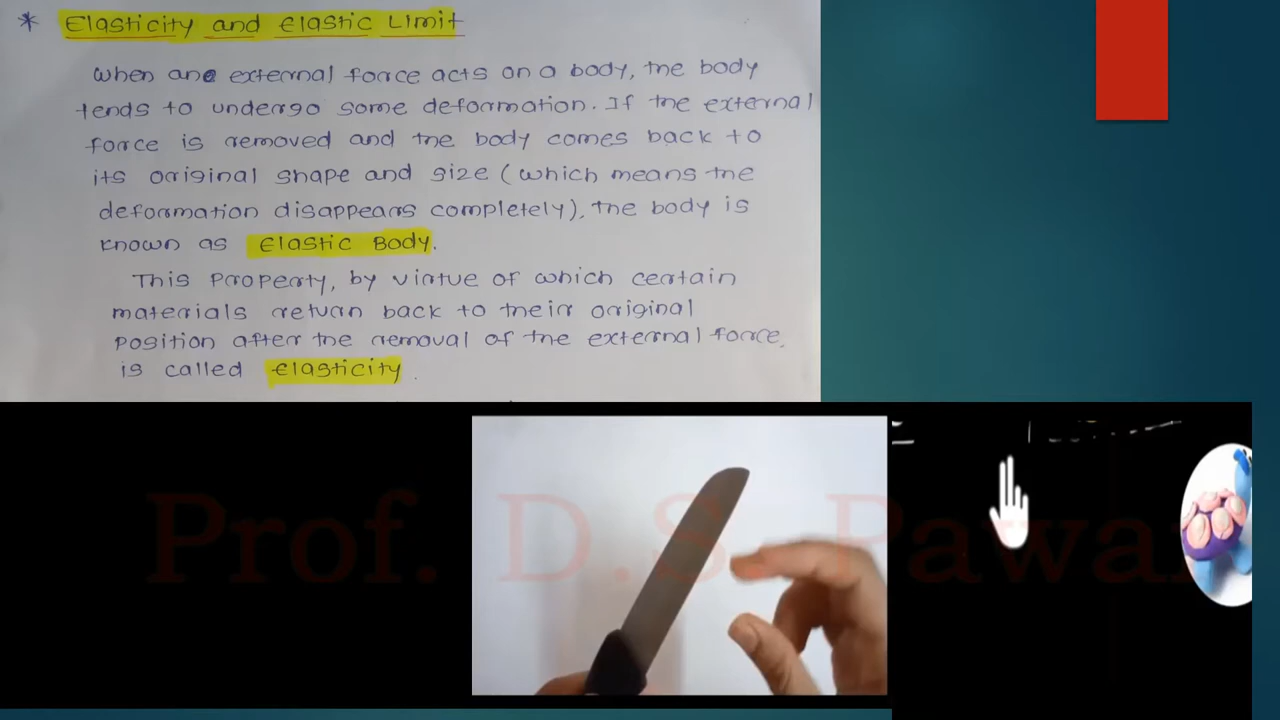 * Elasticity and Elastic Limit
When an external force acts on a body, the body
tends to undergo some deformation. If the external
force is removed and the body comes back to
its original shape and size (which means the
deformation disappears completely), the body is
known as Elastic Body.
This Property, by virtue of which certain
materials return back to their original
position after the removal of the external force
is called Elasticity.
Prof. D.S. Pawar